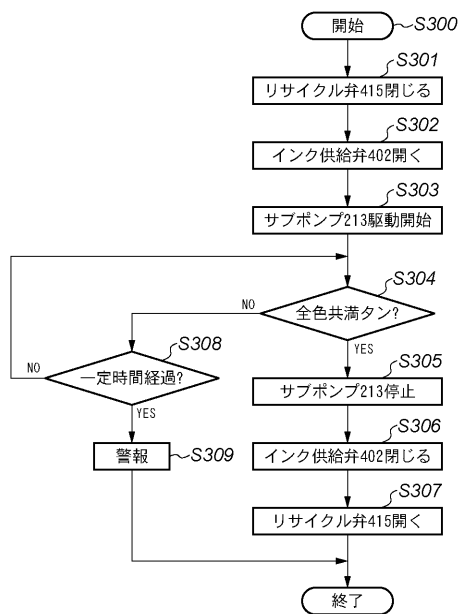 開始
S300
S301
リサイクル弁415閉じる
S302
インク供給弁402開く
S303
サブポンプ213駆動開始
S304
全色共満タン?
NO
YES
S308
一定時間経過?
NO
YES
S305
サブポンプ213停止
S306
インク供給402閉じる
警報
S309
S307
リサイクル弁415開く
終了